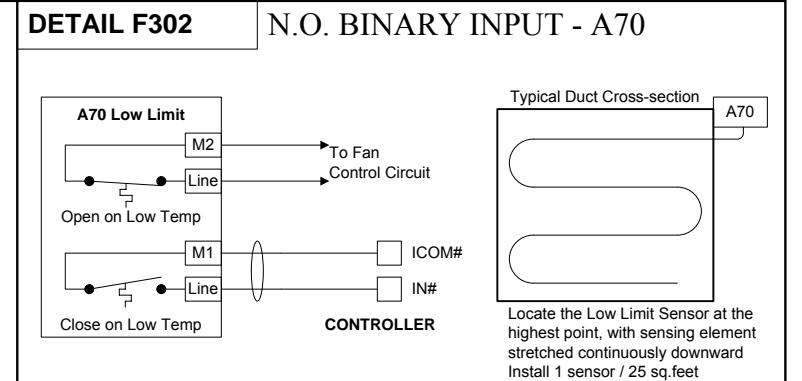 DETAIL F302
N.O. BINARY INPUT - A70
A70 Low Limit
M2
Line
To Fan
Control Circuit
Open on Low Temp
M1
Line
ICOM#
IN#
Close on Low Temp
CONTROLLER
Typical Duct Cross-section
A70
Locate the Low Limit Sensor at the
highest point, with sensing element
stretched continuously downward
Install 1 sensor / 25 sq.feet